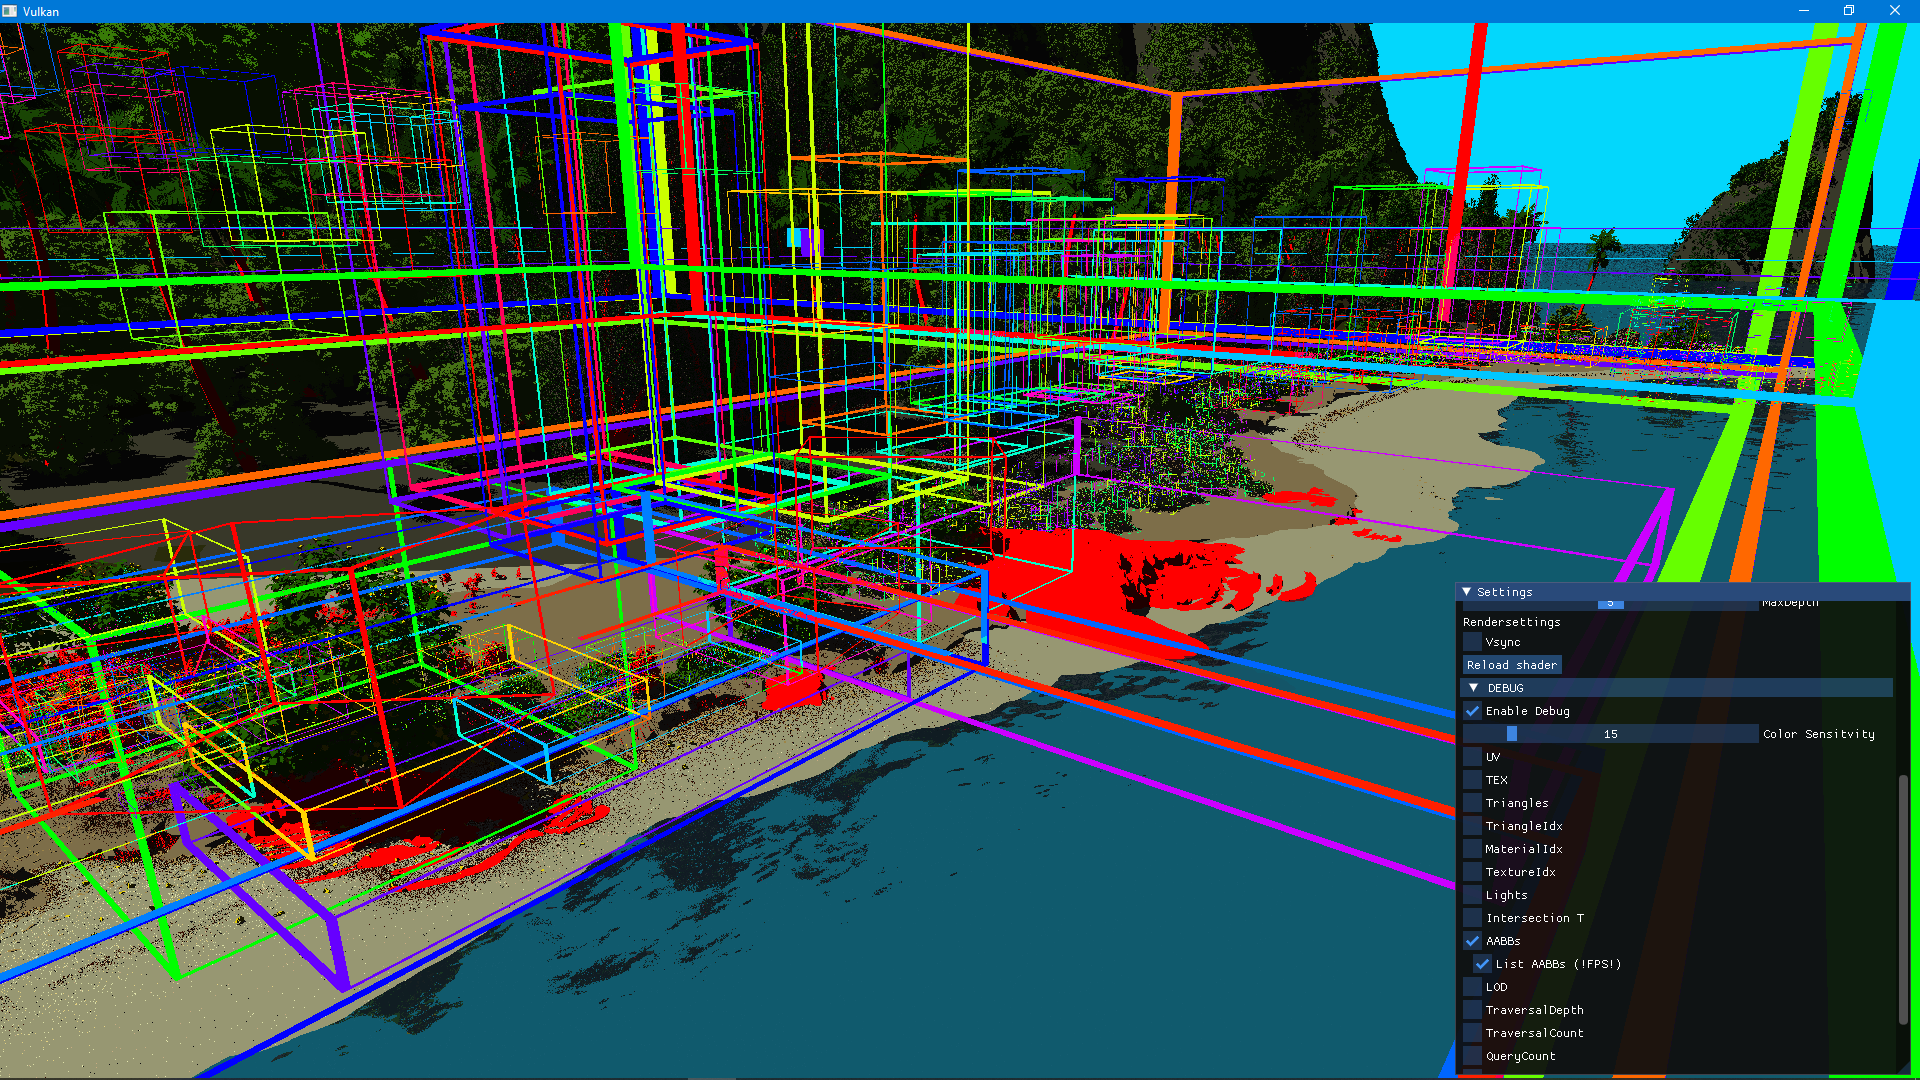 Vulkan
Settings
5 MaxDepth
Rendersettings
Vsync
Reload shader
DEBUG
Enable Debug
15 Color Sensitvity
UV
TEX
Triangles
TriangleIdx
MaterialIdx
TextureIdx
Lights
Intersection T
AABBs
List AABBs (!FPS!)
LOD
TraversalDepth
TraversalCount
QueryCount